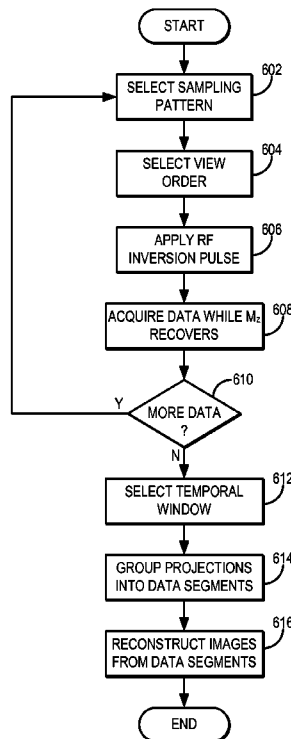 START
SELECT SAMPLING
PATTERN
602
SELECT VIEW
ORDER
604
APPLY RF
INVERSION PULSE
606
ACQUIRE DATA WHILE Mz
RECOVERS
608
610
Y
MORE DATA
?
N
SELECT TEMPORAL
WINDOW
612
GROUP PROJECTIONS
INTO DATA SEGMENTS
614
RECONSTRUCT IMAGES
FROM DATA SEGMENTS
616
END